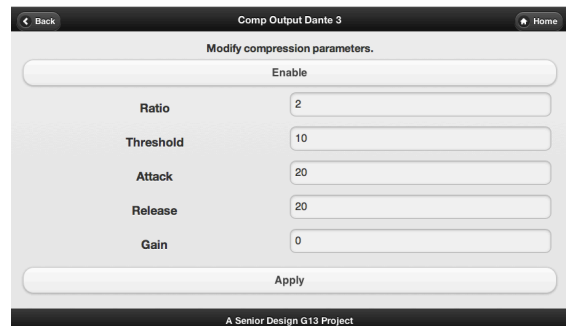 Back Comp Output Dante 3 Home
Modify compression parameters.
Enable
Ratio 2
Threshold 10
Attack 20
Release 20
Gain 0
Apply
A Senior Design G13 Project